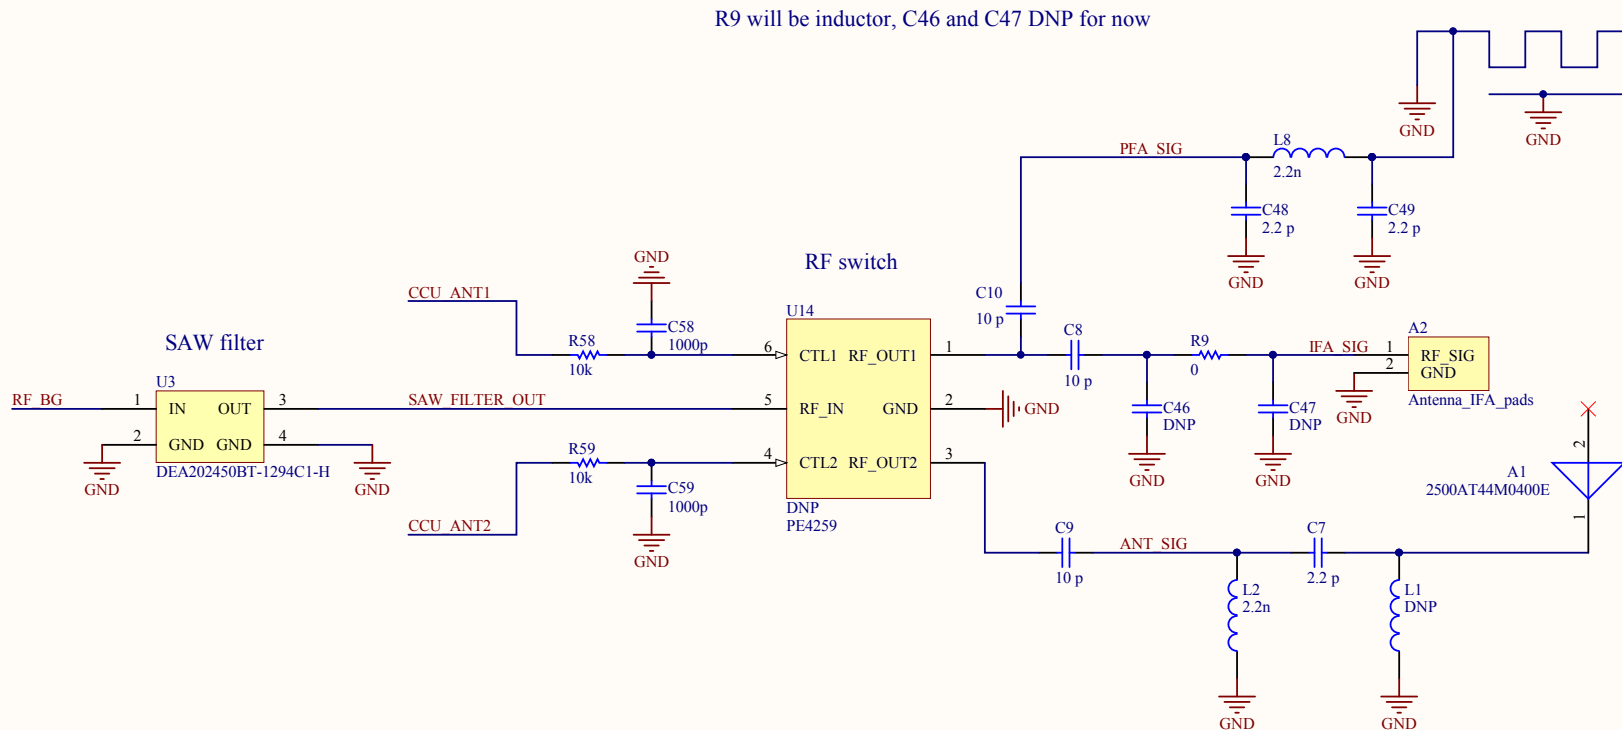 R9 will be inductor, C46 and C47 DNP for now
GND
GND
PFA_SIG
L8
2.2n
C48
2.2 p
C49
2.2 p
GND
GND
GND
RF switch
CCU_ANT1
C58
1000p
R58
10k
C10
10 p
C8
10 p
R9
0
IFA_SIG
U14
6 CTL1 RF_OUT1 1
5 RF_IN GND 2
4 CTL2 RF_OUT2 3
DNP
PE4259
GND
A2
1 RF_SIG
2 GND
Antenna_IFA_pads
GND
SAW filter
U3
RF_BG
1 IN OUT 3
2 GND GND 4
DEA202450BT-1294C1-H
GND
GND
SAW_FILTER_OUT
C46
DNP
C47
DNP
GND
GND
R59
10k
C59
1000p
CCU_ANT2
GND
2
A1
2500AT44M0400E
1
C9
10 p
ANT_SIG
C7
2.2 p
L2
2.2n
L1
DNP
GND
GND